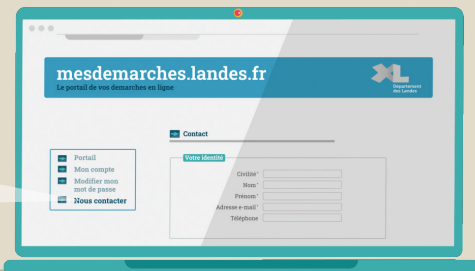 mesdemarches.landes.fr
Le portail de vos demarches en ligne
XL
Département
des Landes
Contact
Portail
Mon compte
Modifier mon
mot de passe
Nous contacter
Votre identité
Civilité*
Nom*
Prénom*
Adresse e-mail*
Téléphone